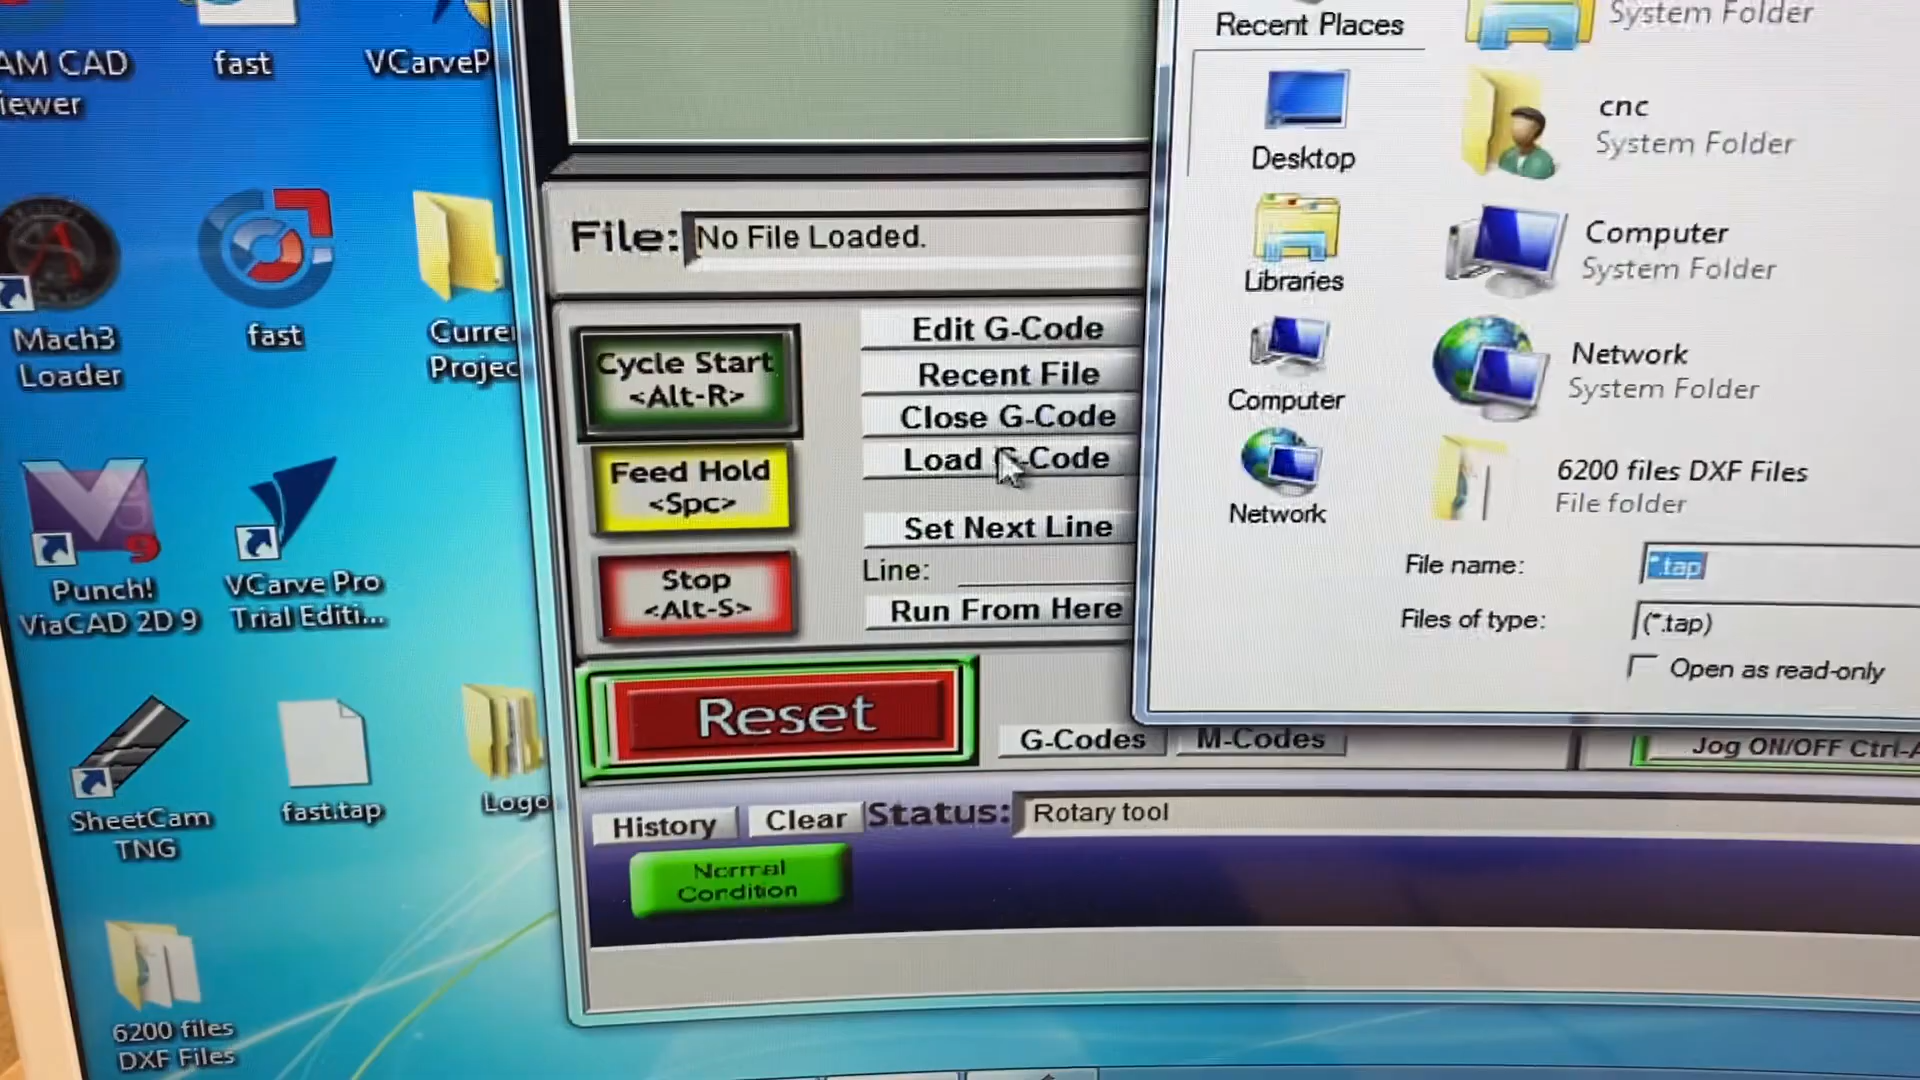 AM CAD
iewer
fast
VCarveP
Mach3
Loader
fast
Curre
Projec
Punch!
ViaCAD 2D 9
VCarve Pro
Trial Editi...
SheetCam
TNG
fast.tap
Logo
6200 files
DXF Files
File: No File Loaded.
Cycle Start
<Alt-R>
Feed Hold
<Spc>
Stop
<Alt-S>
Reset
Edit G-Code
Recent File
Close G-Code
Load G-Code
Set Next Line
Line:
Run From Here
G-Codes
M-Codes
Jog ON/OFF Ctrl-A
History
Clear
Status: Rotary tool
Normal
Condition
Recent Places
Desktop
Libraries
Computer
Network
System Folder
cnc
System Folder
Computer
System Folder
Network
System Folder
6200 files DXF Files
File folder
File name: *.tap
Files of type: (*.tap)
Open as read-only